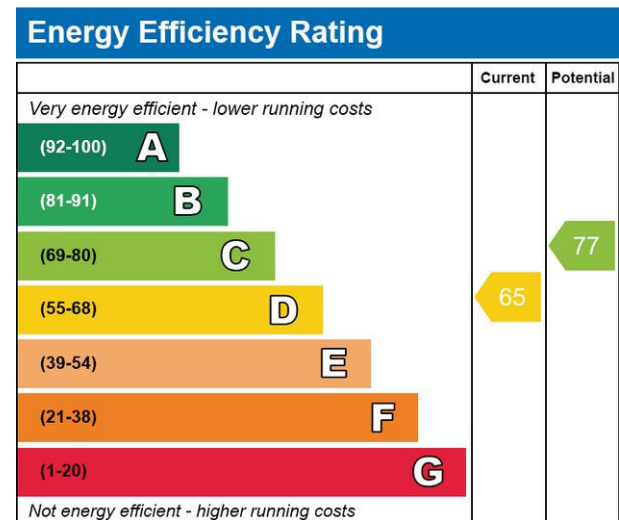 Energy Efficiency Rating
Current Potential
Very energy efficient - lower running costs
(92-100) A
(81-91) B
(69-80) C
77
(55-68) D
65
(39-54) E
(21-38) F
(1-20) G
Not energy efficient - higher running costs